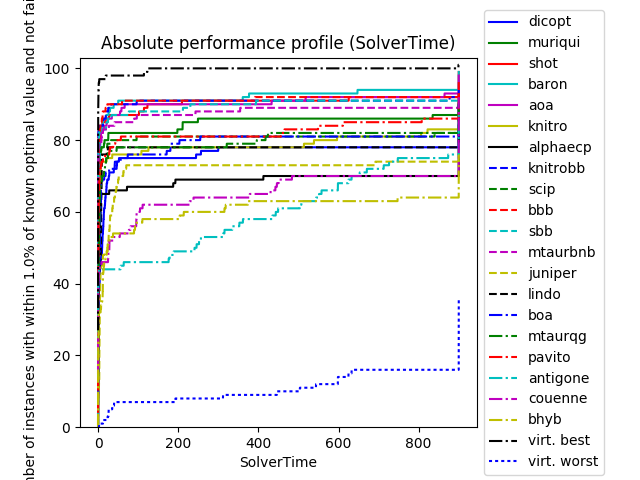 Absolute performance profile (SolverTime)
of instances with within 1.0% of known optimal value and not
100
80
60
40
20
0
0 200 400 600 800
SolverTime
dicopt
muriqui
shot
baron
aoa
knitro
alphaecp
knitrobb
scip
bbb
sbb
mtaurbnb
juniper
lindo
boa
mtaurqg
pavito
antigone
couenne
bhyb
virt. best
virt. worst